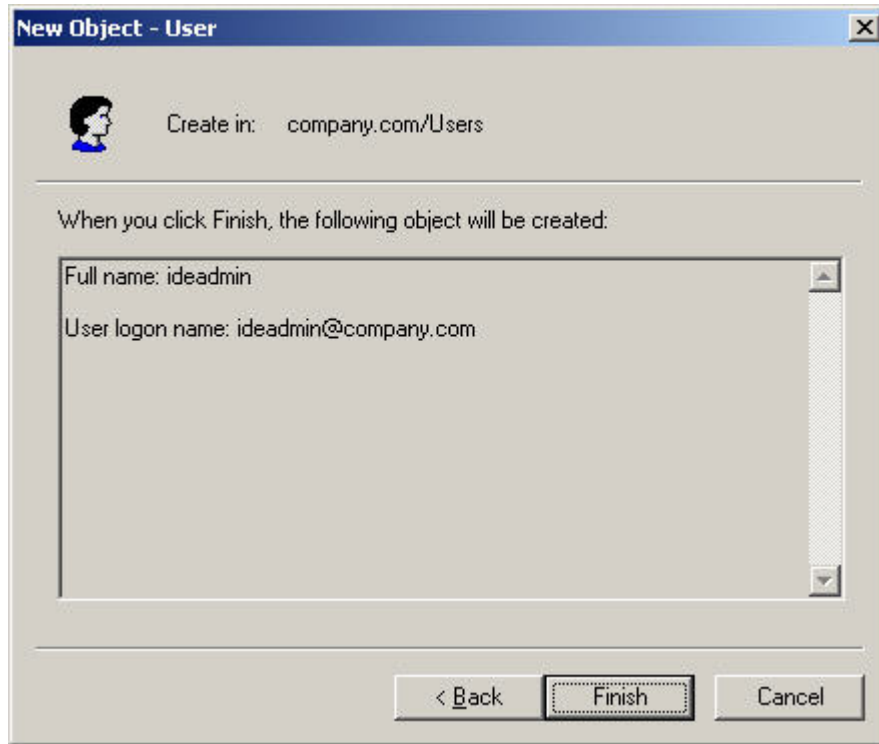 New Object - User
Create in: company.com/Users
When you click Finish, the following object will be created:
Full name: ideadmin
User logon name: ideadmin@company.com
< Back Finish Cancel